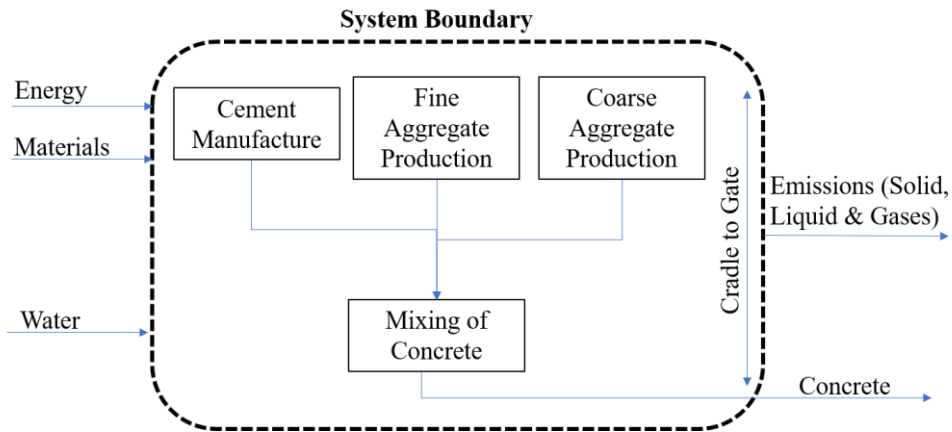 System Boundary
Energy
Materials
Water
Cement
Manufacture
Fine
Aggregate
Production
Coarse
Aggregate
Production
Mixing of
Concrete
Cradle to Gate
Emissions (Solid,
Liquid & Gases)
Concrete